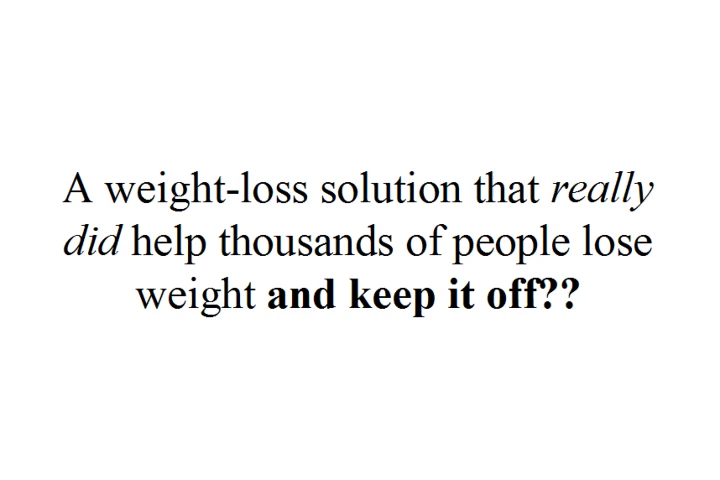 A weight-loss solution that really
did help thousands of people lose
weight and keep it off??